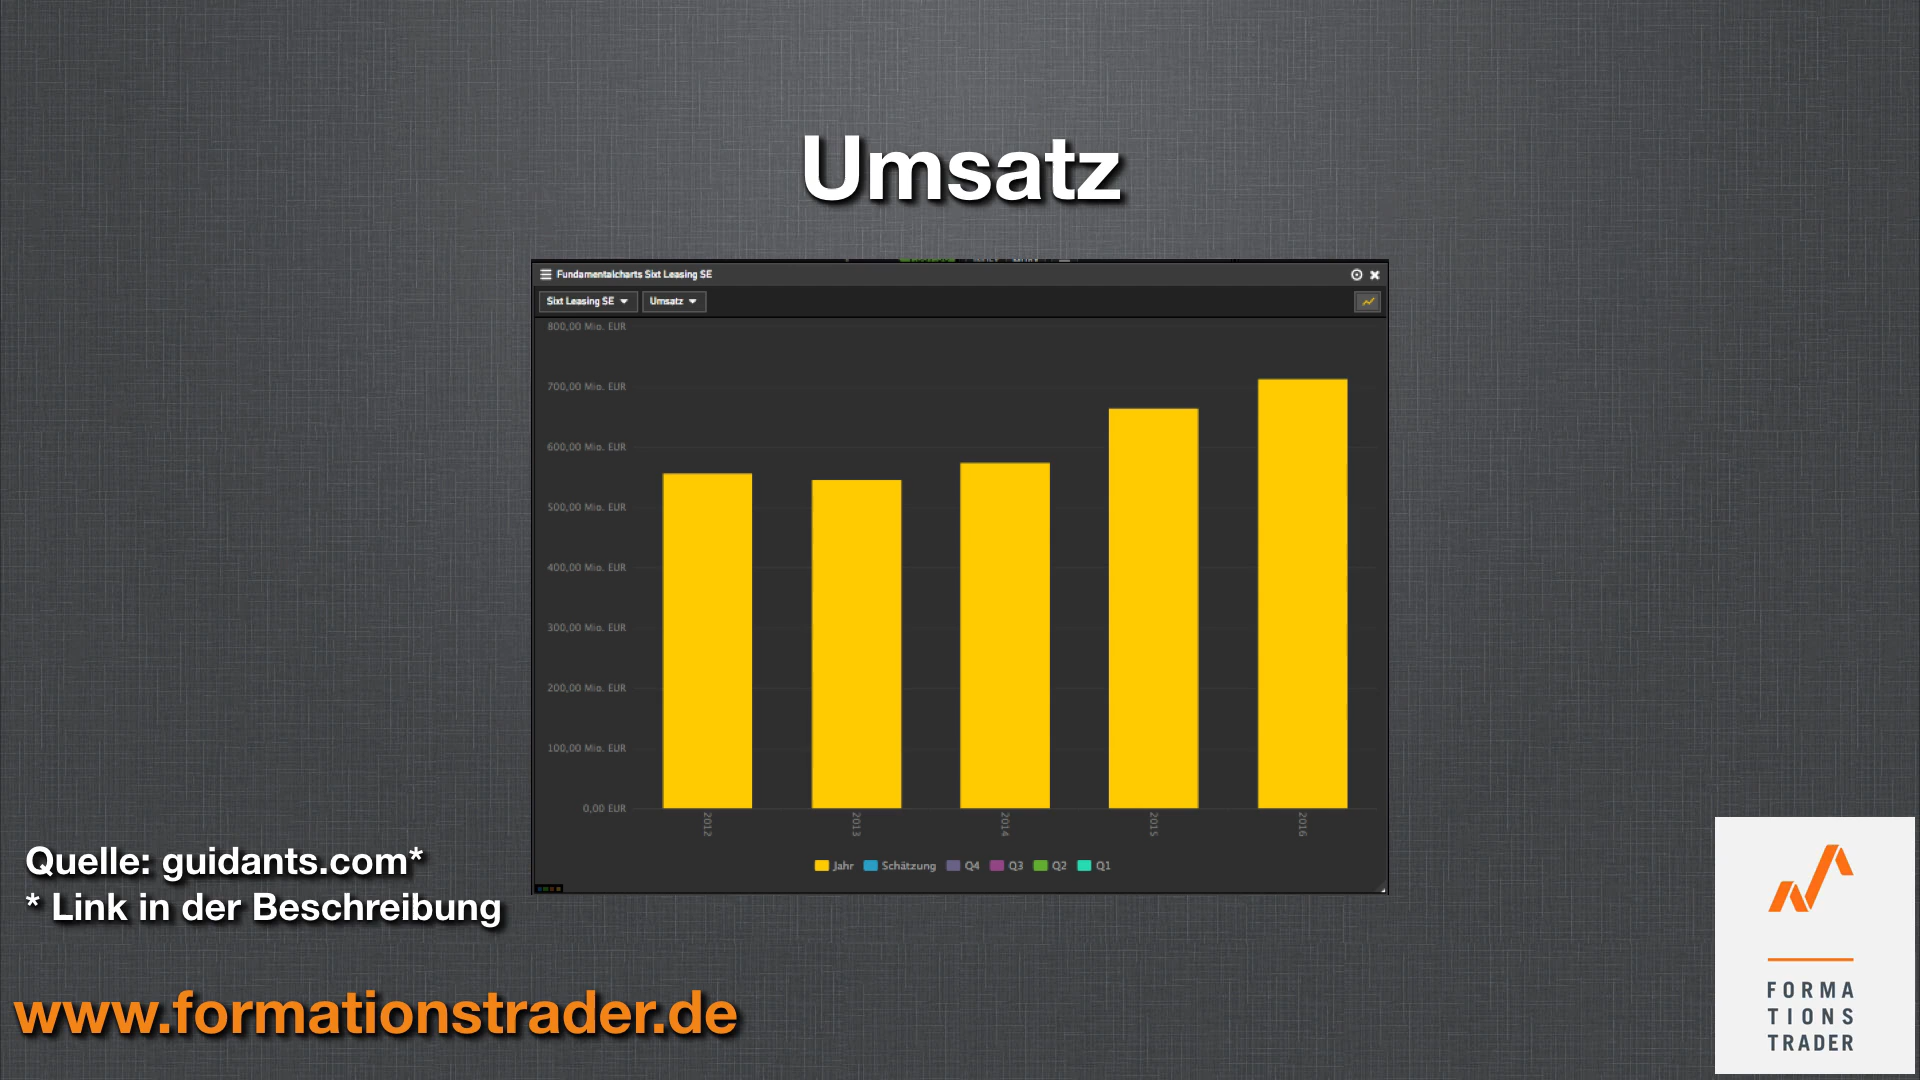 Umsatz
Fundamentalcharts Sixt Leasing SE
Sixt Leasing SE
Umsatz
800,00 Mio. EUR
700,00 Mio. EUR
600,00 Mio. EUR
500,00 Mio. EUR
400,00 Mio. EUR
300,00 Mio. EUR
200,00 Mio. EUR
100,00 Mio. EUR
0,00 EUR
2012 2013 2014 2015 2016
Jahr Schätzung Q4 Q3 Q2 Q1
Quelle: guidants.com*
* Link in der Beschreibung
www.formationstrader.de
FORMA
TIONS
TRADER